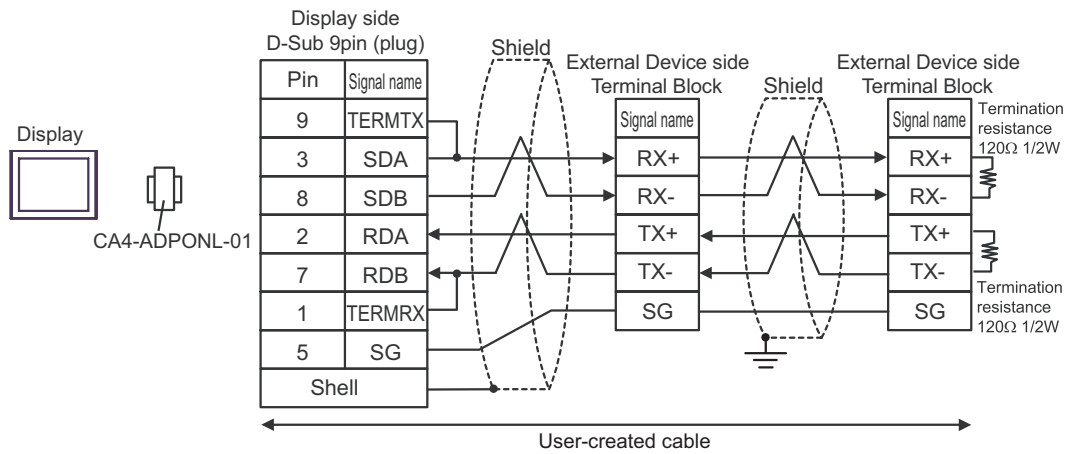 Display side
D-Sub 9pin (plug)
Shield
External Device side
Terminal Block
Shield
External Device side
Terminal Block
Pin Signal name
Signal name
Signal name
Termination
resistance
120Ω 1/2W
Display
CA4-ADPONL-01
9 TERMTX
3 SDA RX+ RX+
8 SDB RX- RX-
2 RDA TX+ TX+
7 RDB TX- TX-
1 TERMRX SG SG
5 SG
Shell
Termination
resistance
120Ω 1/2W
User-created cable